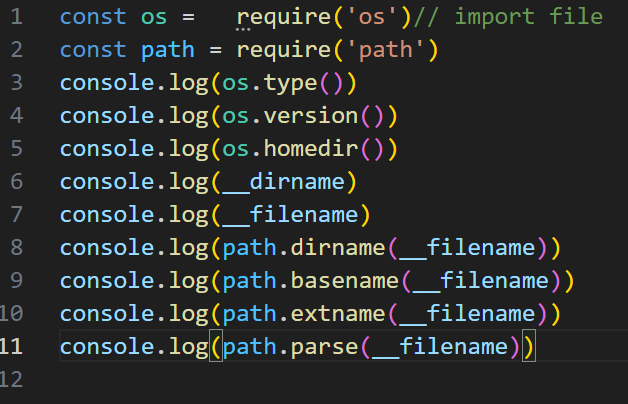 1 const os =   require('os')// import file
2 const path = require('path')
3 console.log(os.type())
4 console.log(os.version())
5 console.log(os.homedir())
6 console.log(__dirname)
7 console.log(__filename)
8 console.log(path.dirname(__filename))
9 console.log(path.basename(__filename))
10 console.log(path.extname(__filename))
11 console.log(path.parse(__filename))
12